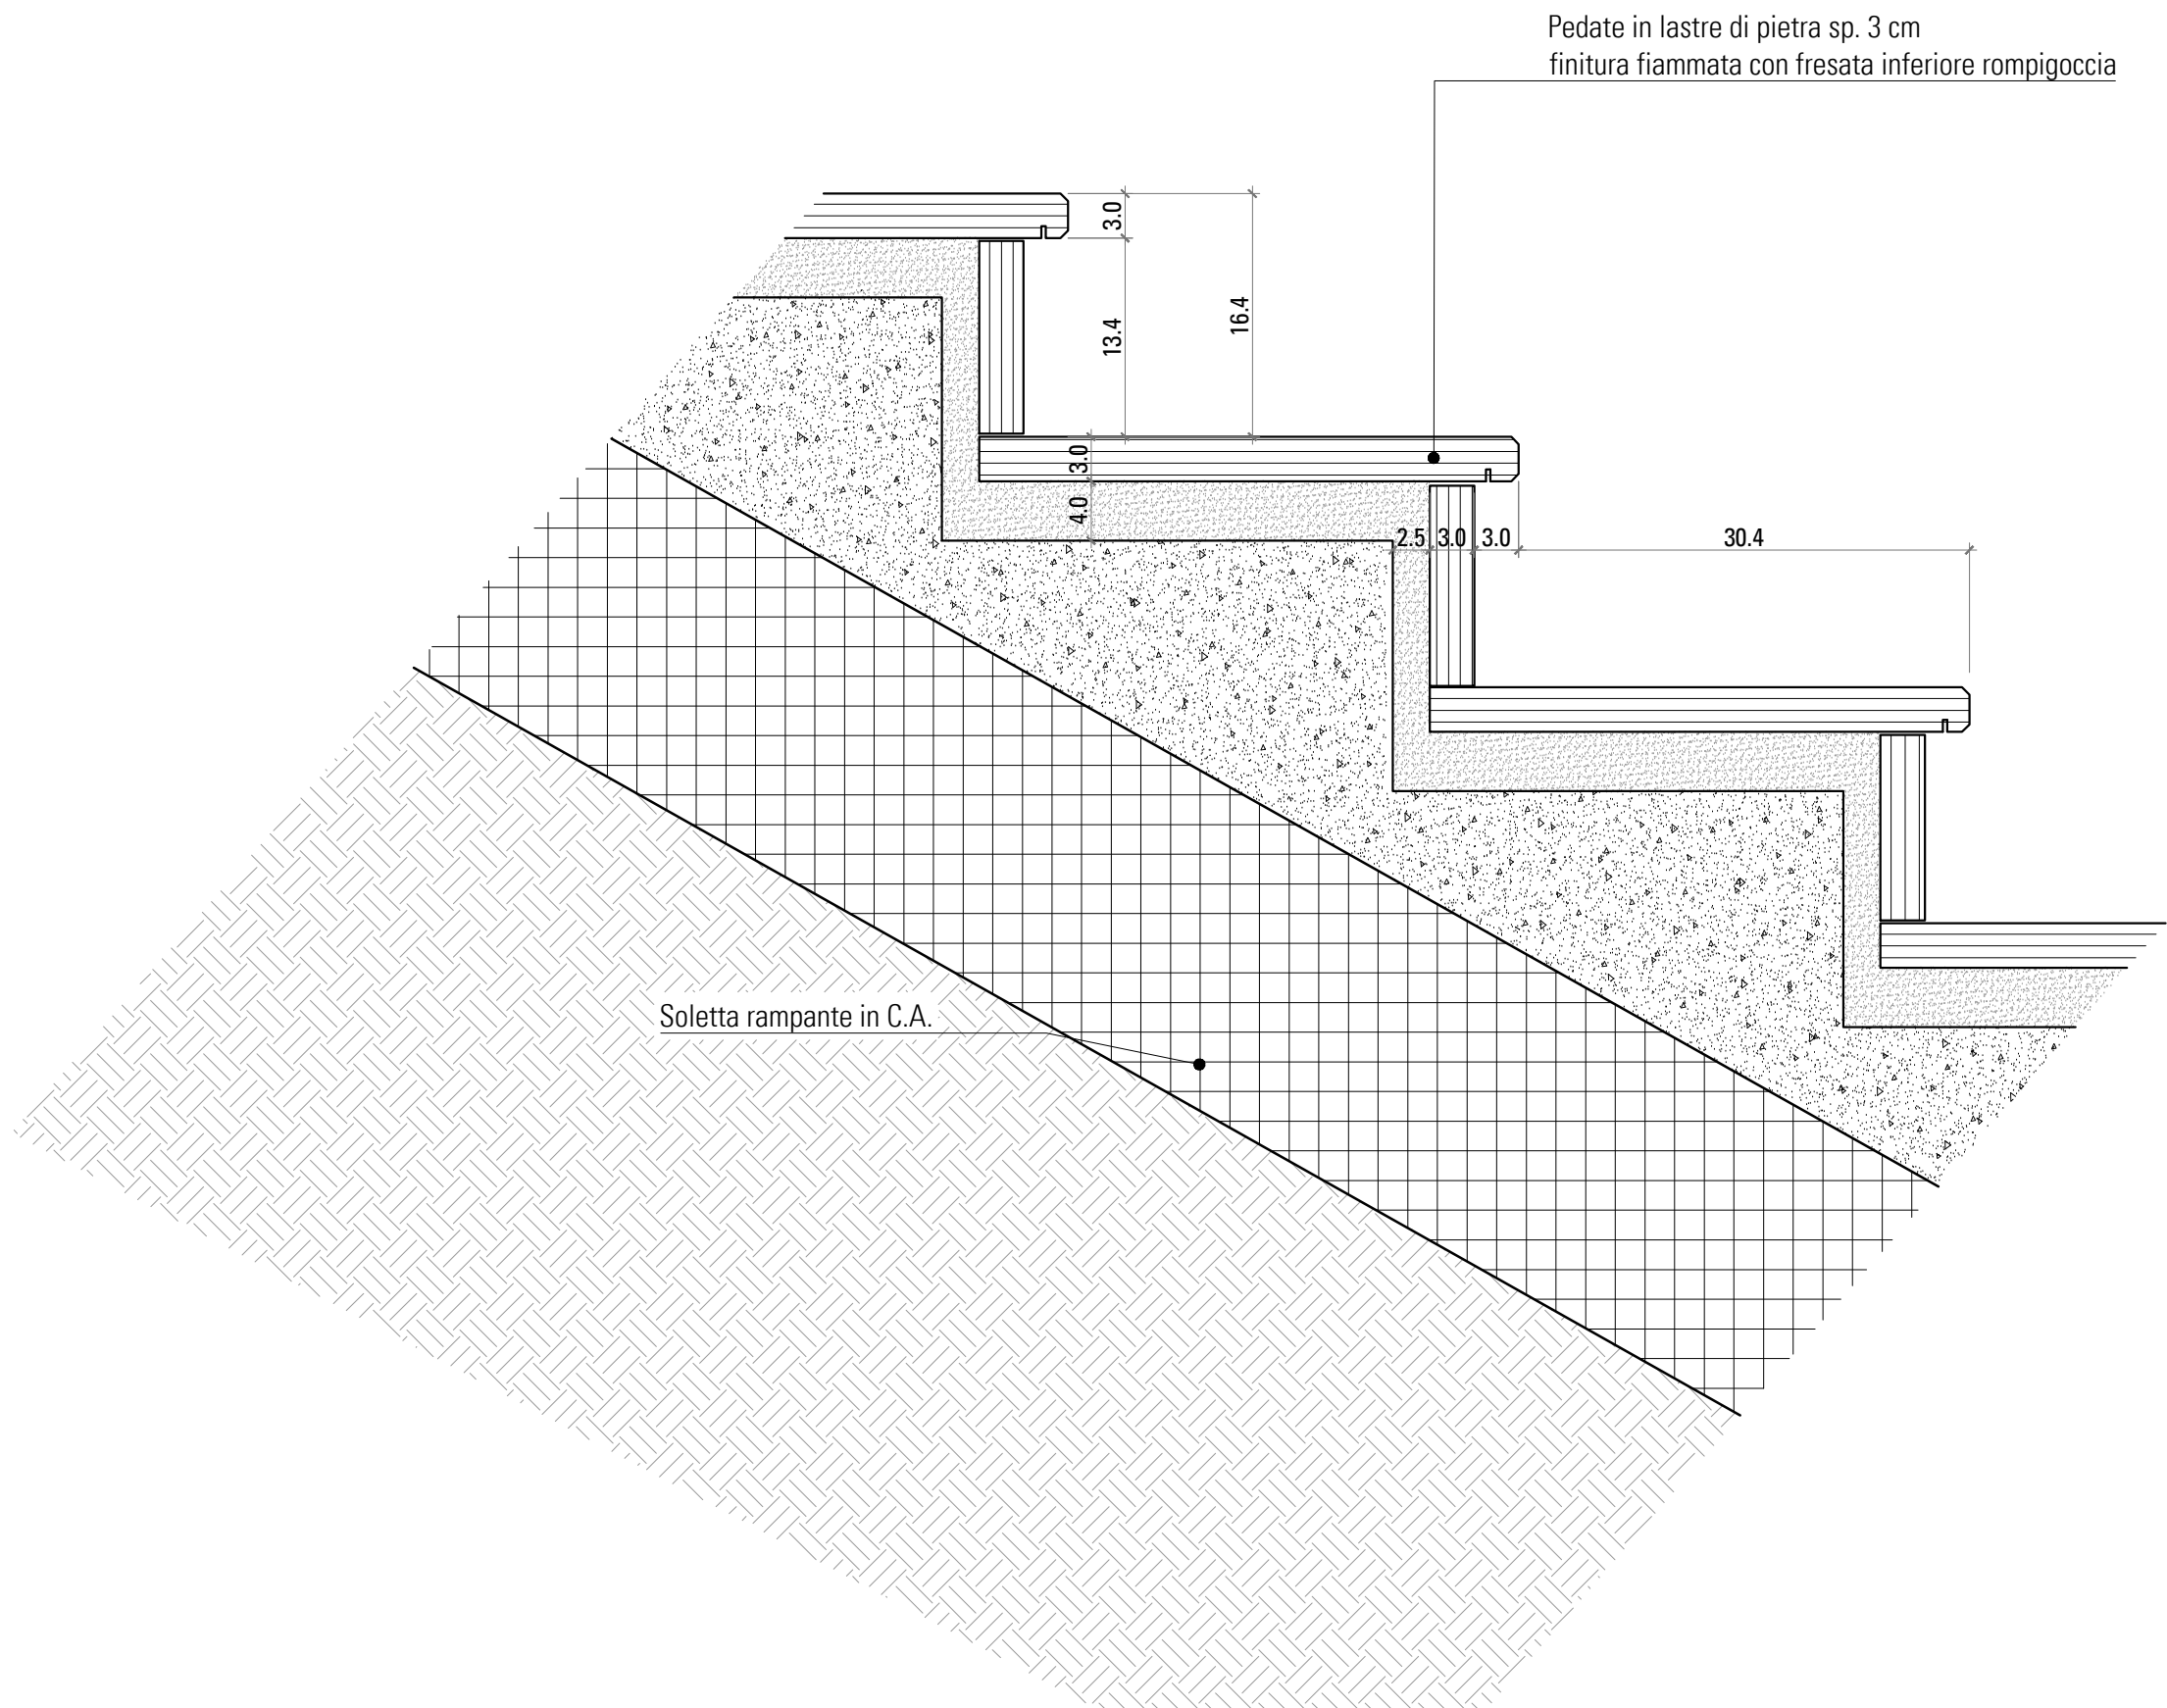 Pedate in lastre di pietra sp. 3 cm
finitura fiammata con fresata inferiore rompigoccia
3.0
13.4
16.4
3.0
4.0
2.5 3.0 3.0 30.4
Soletta rampante in C.A.